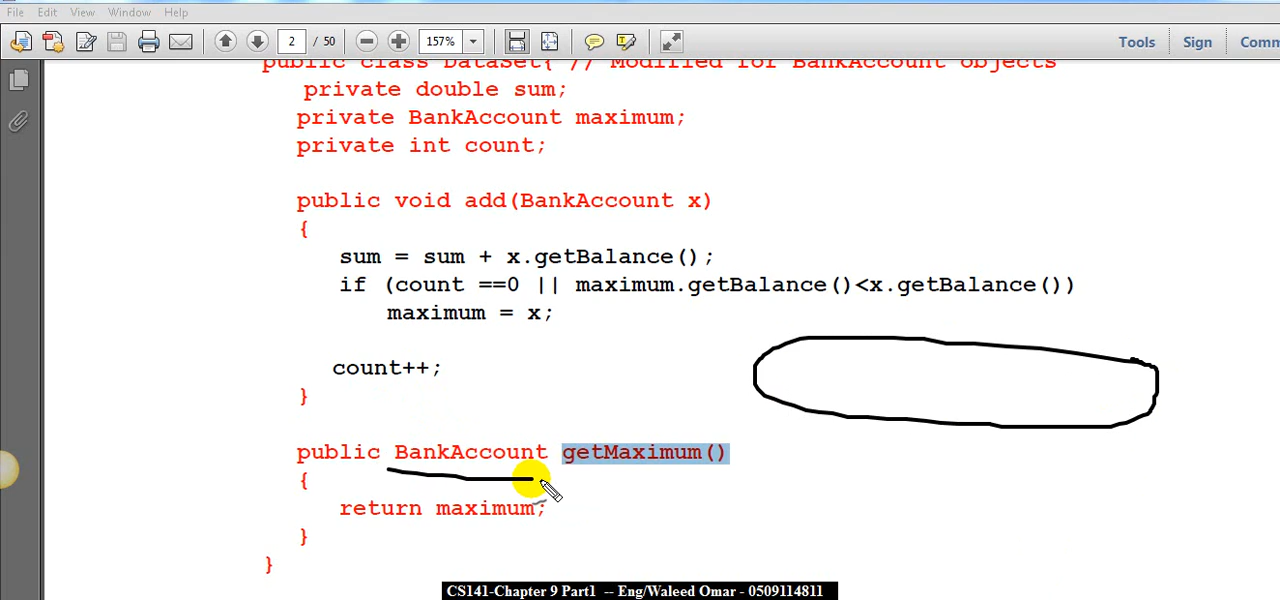 File Edit View Window Help
2 / 50 157% Tools Sign Comm
public class DataSet{ // Modified for BankAccount objects
private double sum;
private BankAccount maximum;
private int count;
public void add(BankAccount x)
{
sum = sum + x.getBalance();
if (count ==0 || maximum.getBalance()<x.getBalance())
maximum = x;
count++;
}
public BankAccount getMaximum()
{
return maximum;
}
}
CS141-Chapter 9 Part1 -- Eng/Waleed Omar - 0509114811